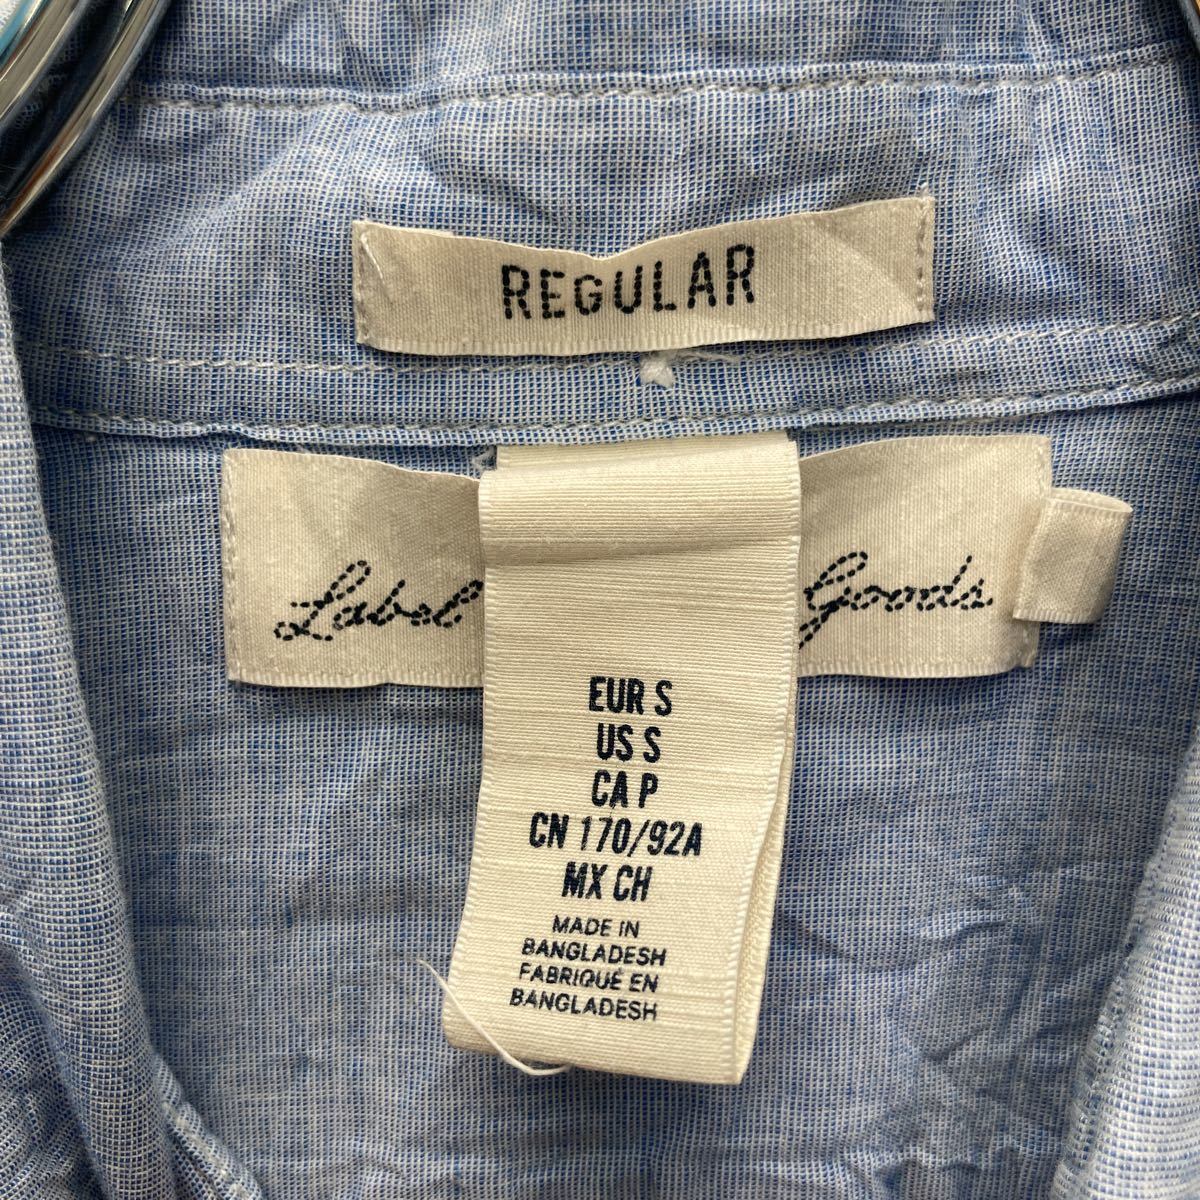 REGULAR
Label Goods
EUR S
US S
CA P
CN 170/92A
MX CH
MADE IN
BANGLADESH
FABRIQUÉ EN
BANGLADESH